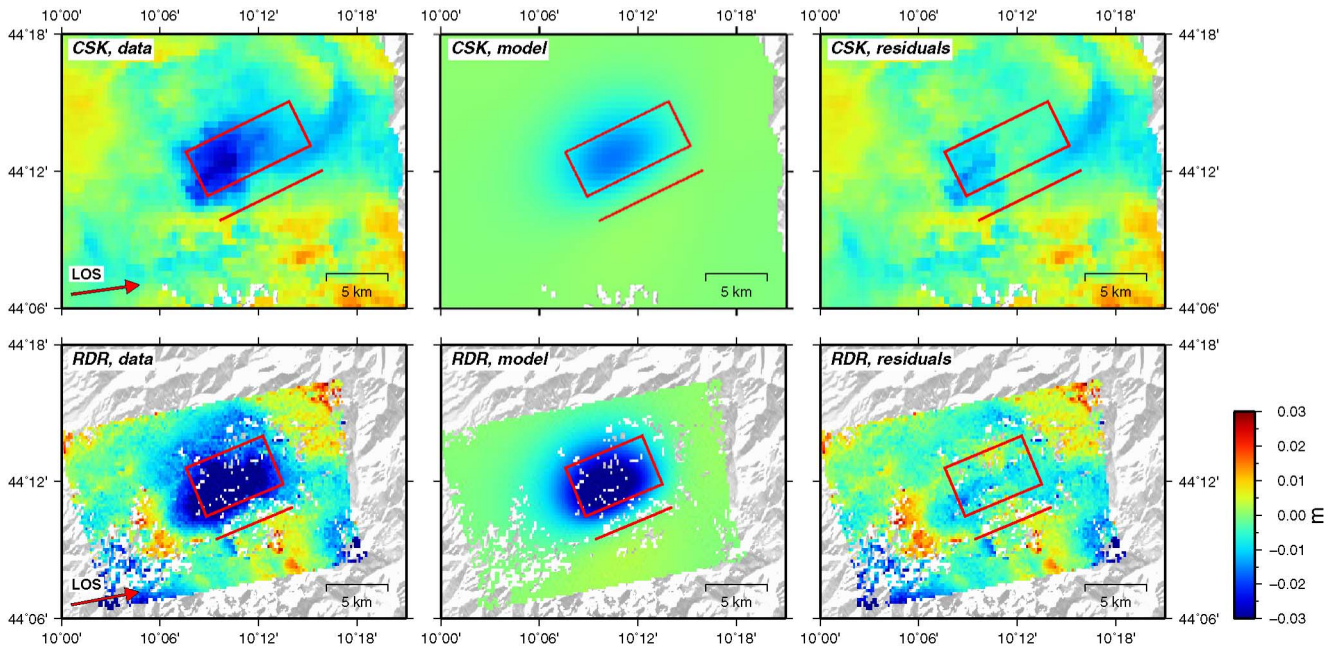 10°00' 10°06' 10°12' 10°18' 10°00' 10°06' 10°12' 10°18' 10°00' 10°06' 10°12' 10°18'
44°18' 44°18'
CSK, data CSK, model CSK, residuals
44°12' 44°12'
LOS
5 km 5 km 5 km
44°06' 44°06'
44°18' 44°18'
RDR, data RDR, model RDR, residuals
0.03
0.02
44°12' 44°12' 0.01
0.00 m
−0.01
LOS
5 km 5 km 5 km −0.02
44°06' 44°06' −0.03
10°00' 10°06' 10°12' 10°18' 10°00' 10°06' 10°12' 10°18' 10°00' 10°06' 10°12' 10°18'